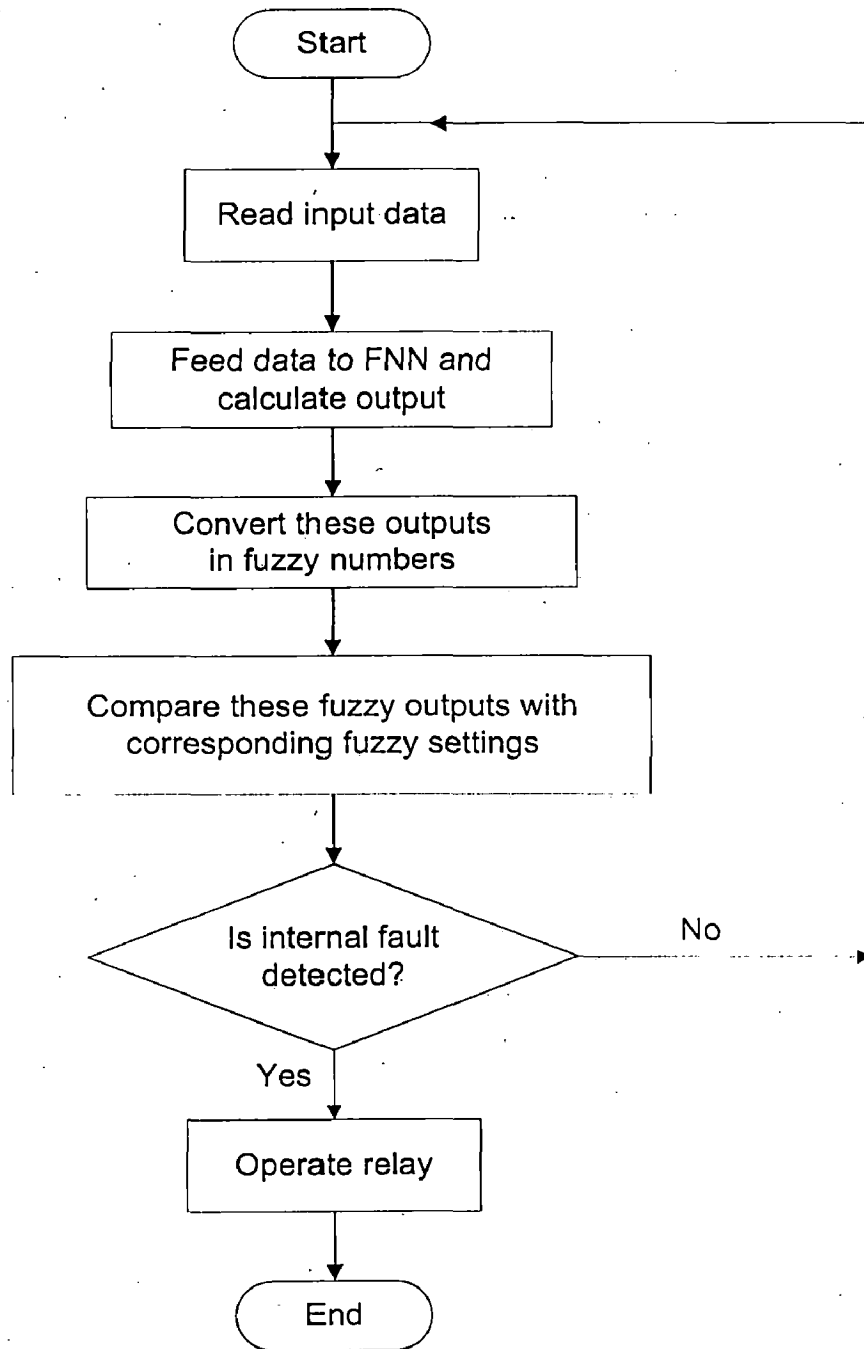 Start
Read input data
Feed data to FNN and
calculate output
Convert these outputs
in fuzzy numbers
Compare these fuzzy outputs with
corresponding fuzzy settings
Is internal fault
detected?
No
Yes
Operate relay
End